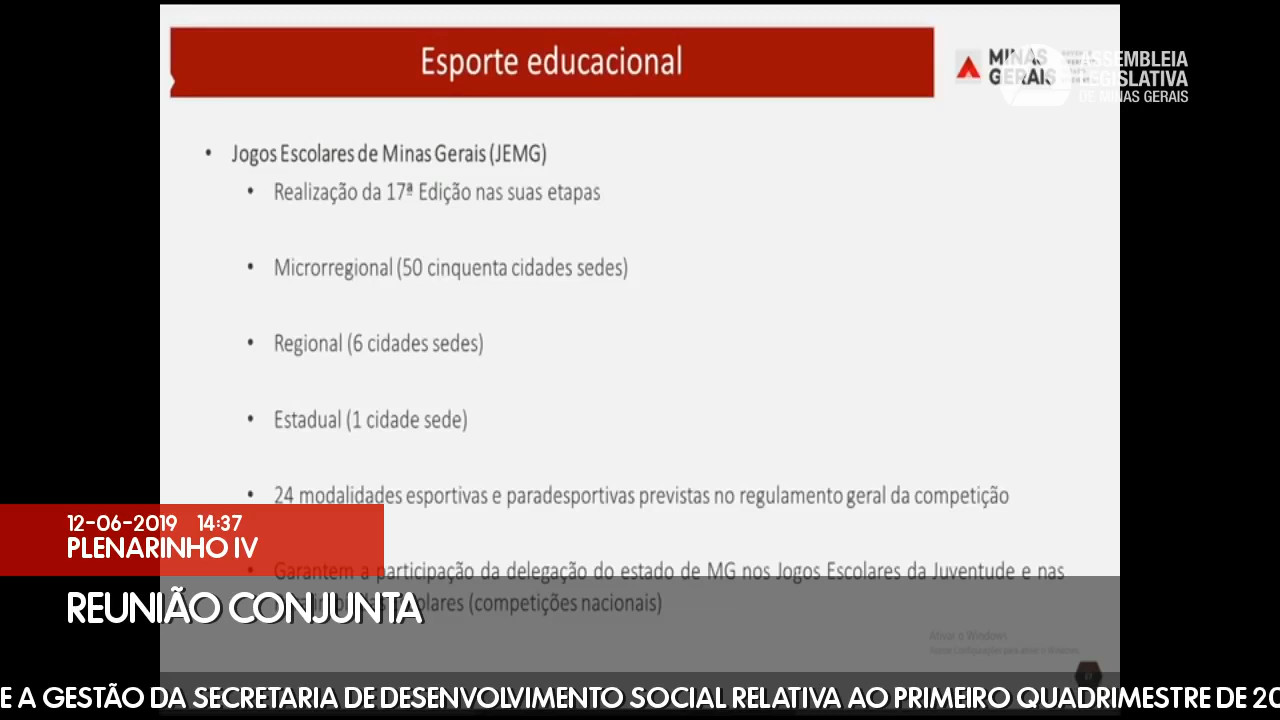 Esporte educacional
MINAS GERAIS
ASSEMBLEIA
LEGISLATIVA
DE MINAS GERAIS
• Jogos Escolares de Minas Gerais (JEMG)
• Realização da 17ª Edição nas suas etapas
• Microrregional (50 cinquenta cidades sedes)
• Regional (6 cidades sedes)
• Estadual (1 cidade sede)
• 24 modalidades esportivas e paradesportivas previstas no regulamento geral da competição
12-06-2019 14:37
PLENARINHO IV
• Garantem a participação da delegação do estado de MG nos Jogos Escolares da Juventude e nas
(competições nacionais)
REUNIÃO CONJUNTA
Ativar o Windows
E A GESTÃO DA SECRETARIA DE DESENVOLVIMENTO SOCIAL RELATIVA AO PRIMEIRO QUADRIMESTRE DE 20